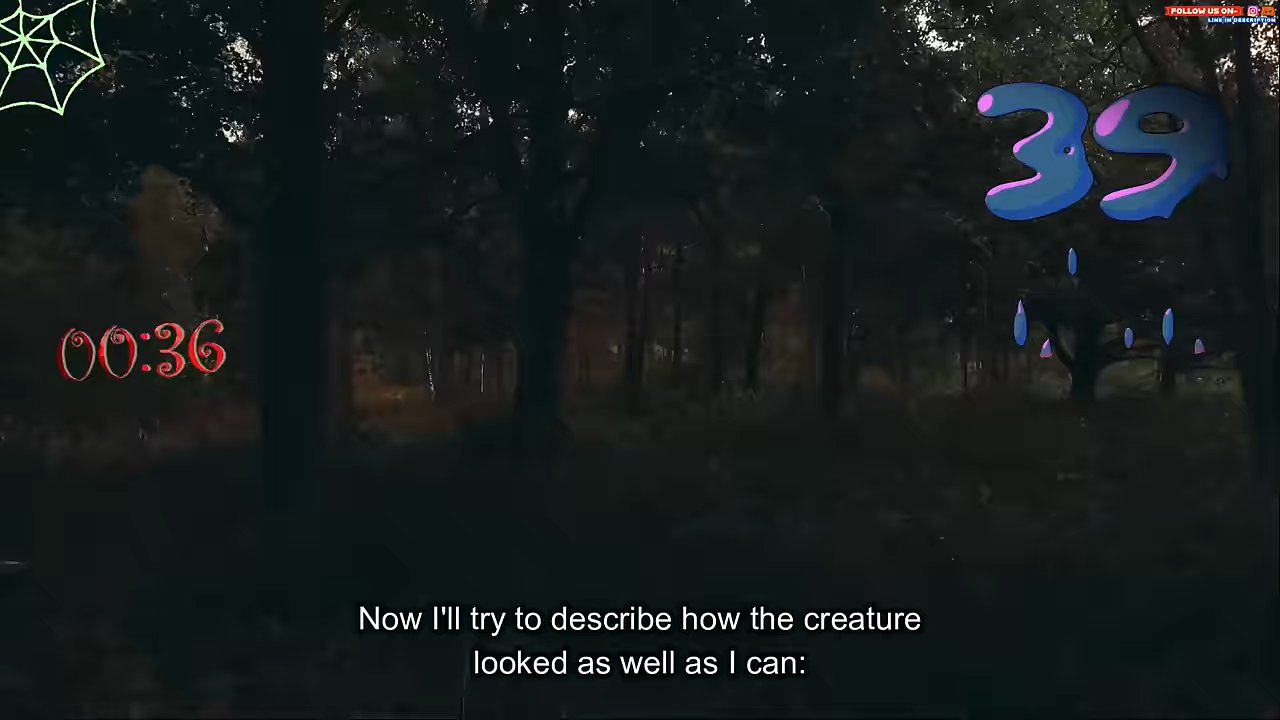 FOLLOW US ON-
LINK IN DESCRIPTION
39
00:36
Now I'll try to describe how the creature
looked as well as I can: